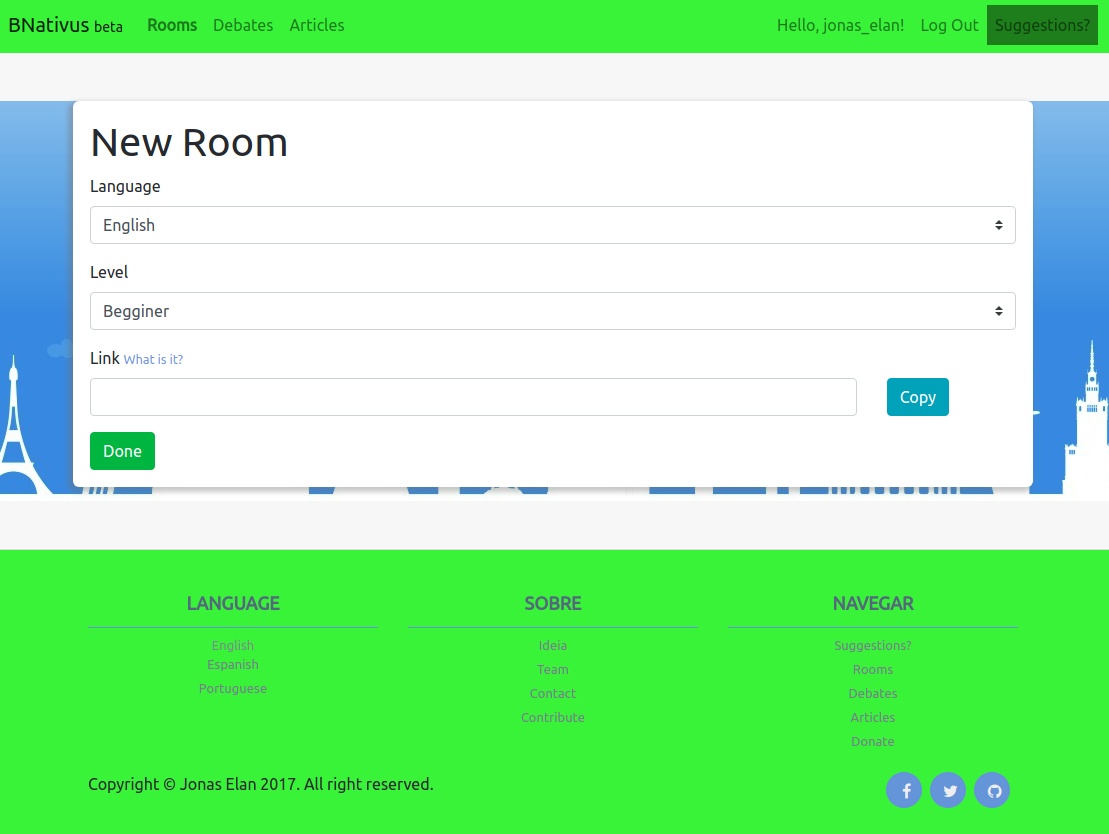 BNativus beta Rooms Debates Articles Hello, jonas_elan! Log Out Suggestions?
New Room
Language
English
Level
Begginer
Link What is it?
Copy
Done
LANGUAGE SOBRE NAVEGAR
English Ideia Suggestions?
Espanish Team Rooms
Portuguese Contact Debates
Contribute Articles
Donate
Copyright © Jonas Elan 2017. All right reserved.